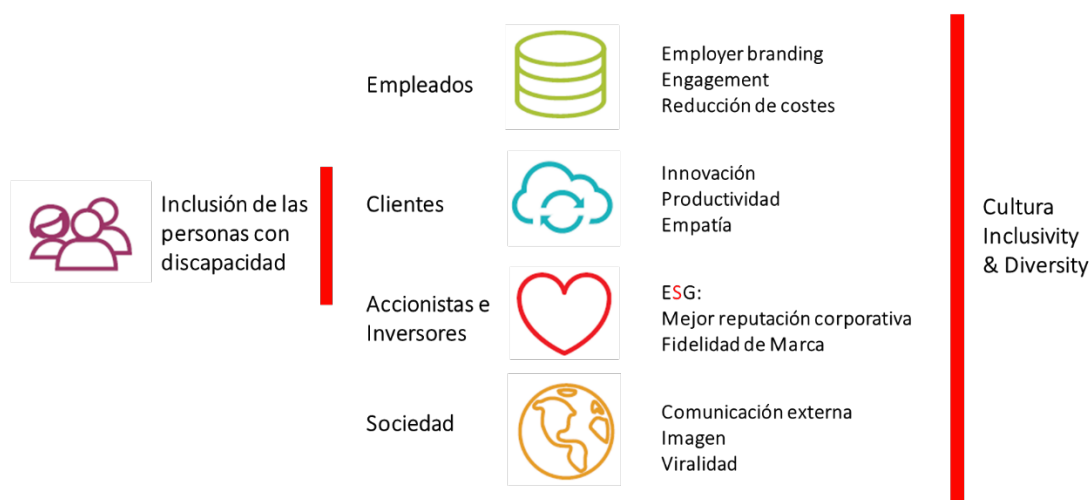 Inclusión de las
personas con
discapacidad
Empleados
Employer branding
Engagement
Reducción de costes
Clientes
Innovación
Productividad
Empatía
Accionistas e
Inversores
ESG:
Mejor reputación corporativa
Fidelidad de Marca
Sociedad
Comunicación externa
Imagen
Viralidad
Cultura
Inclusivity
& Diversity